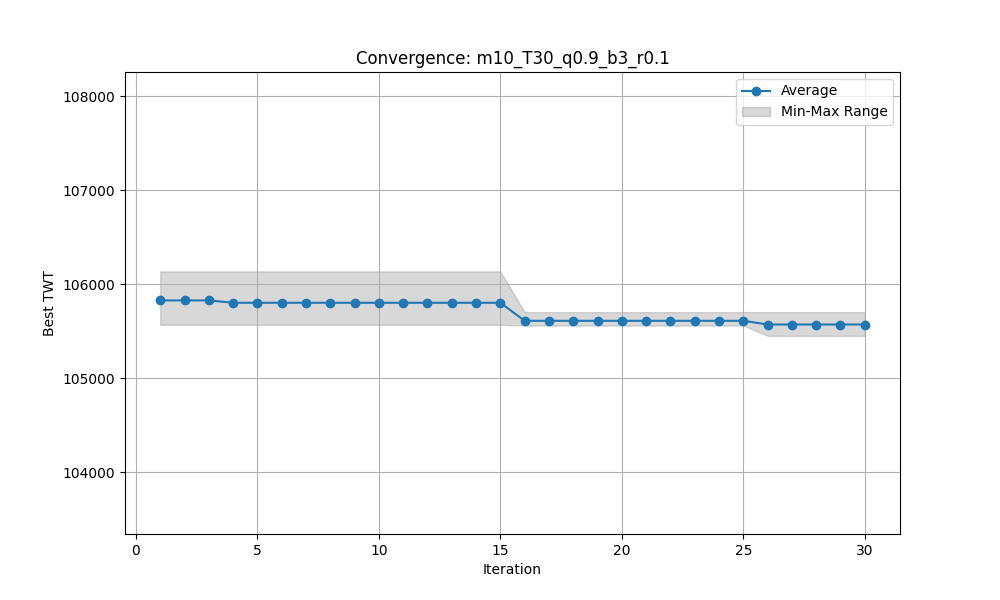 Convergence: m10_T30_q0.9_b3_r0.1
Average
Min-Max Range
Best TWT
108000
107000
106000
105000
104000
0 5 10 15 20 25 30
Iteration